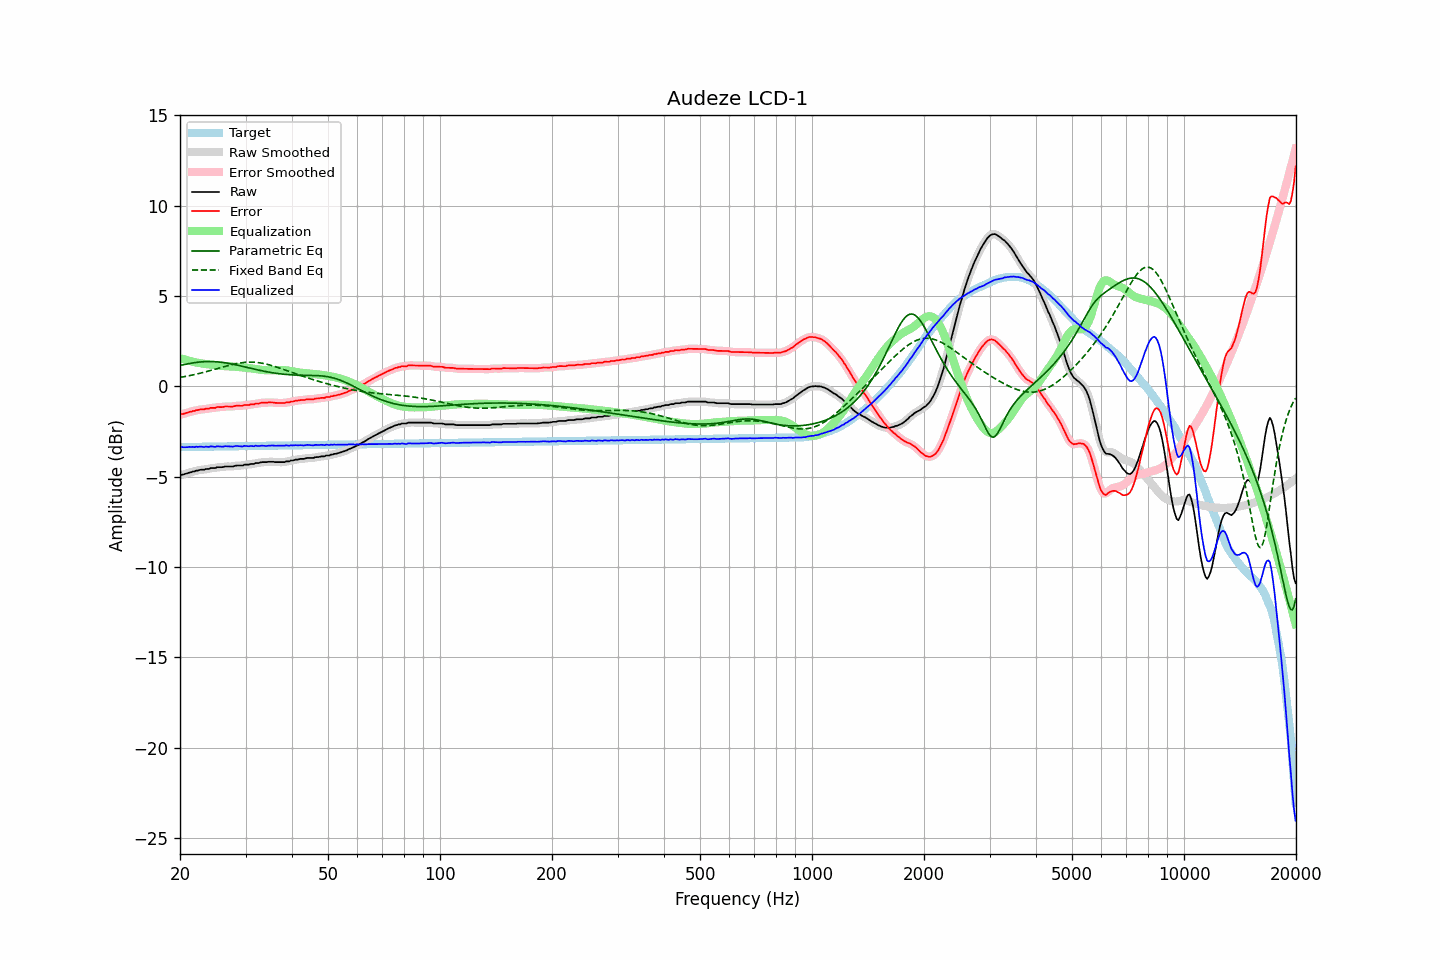 Audeze LCD-1
15
10
5
0
−5
−10
−15
−20
−25
Amplitude (dBr)
Target
Raw Smoothed
Error Smoothed
Raw
Error
Equalization
Parametric Eq
Fixed Band Eq
Equalized
20 50 100 200 500 1000 2000 5000 10000 20000
Frequency (Hz)